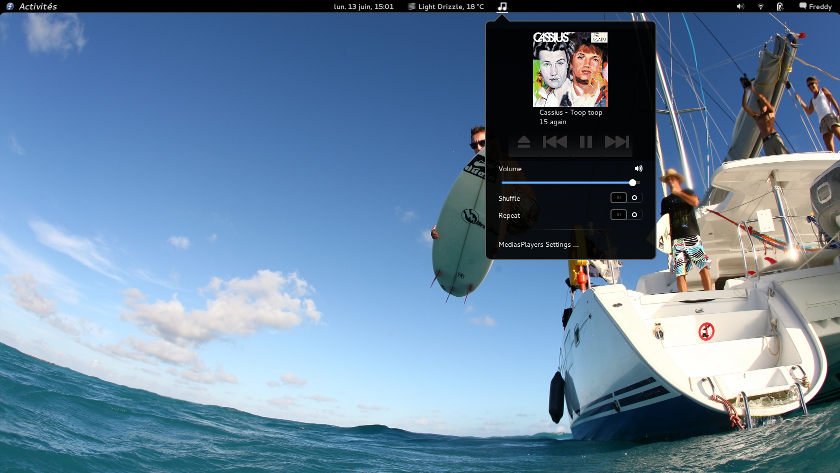 Activités
lun. 13 juin, 15:01
Light Drizzle, 18 °C
Freddy
CASSIUS
Cassius - Toop toop
15 again
Volume
Shuffle
Repeat
MediasPlayers Settings ...